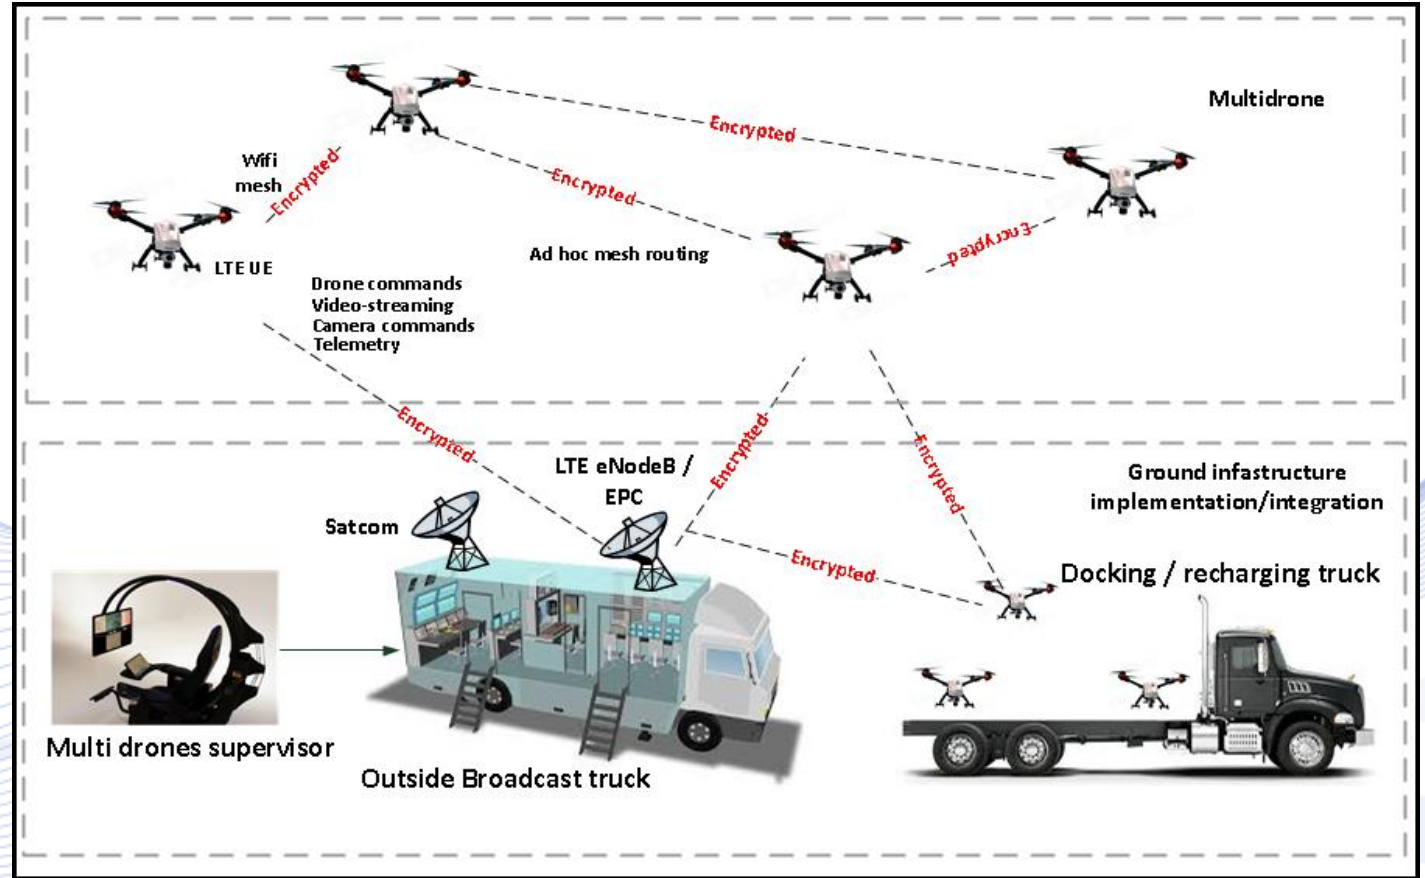 Multidrone
Encrypted
Wifi
mesh
Encrypted
Encrypted
Encrypted
Ad hoc mesh routing
LTE UE
Drone commands
Video-streaming
Camera commands
Telemetry
Encrypted
Encrypted
Encrypted
LTE eNodeB /
EPC
Ground infastructure
implementation/integration
Satcom
Encrypted
Docking / recharging truck
Multi drones supervisor
Outside Broadcast truck